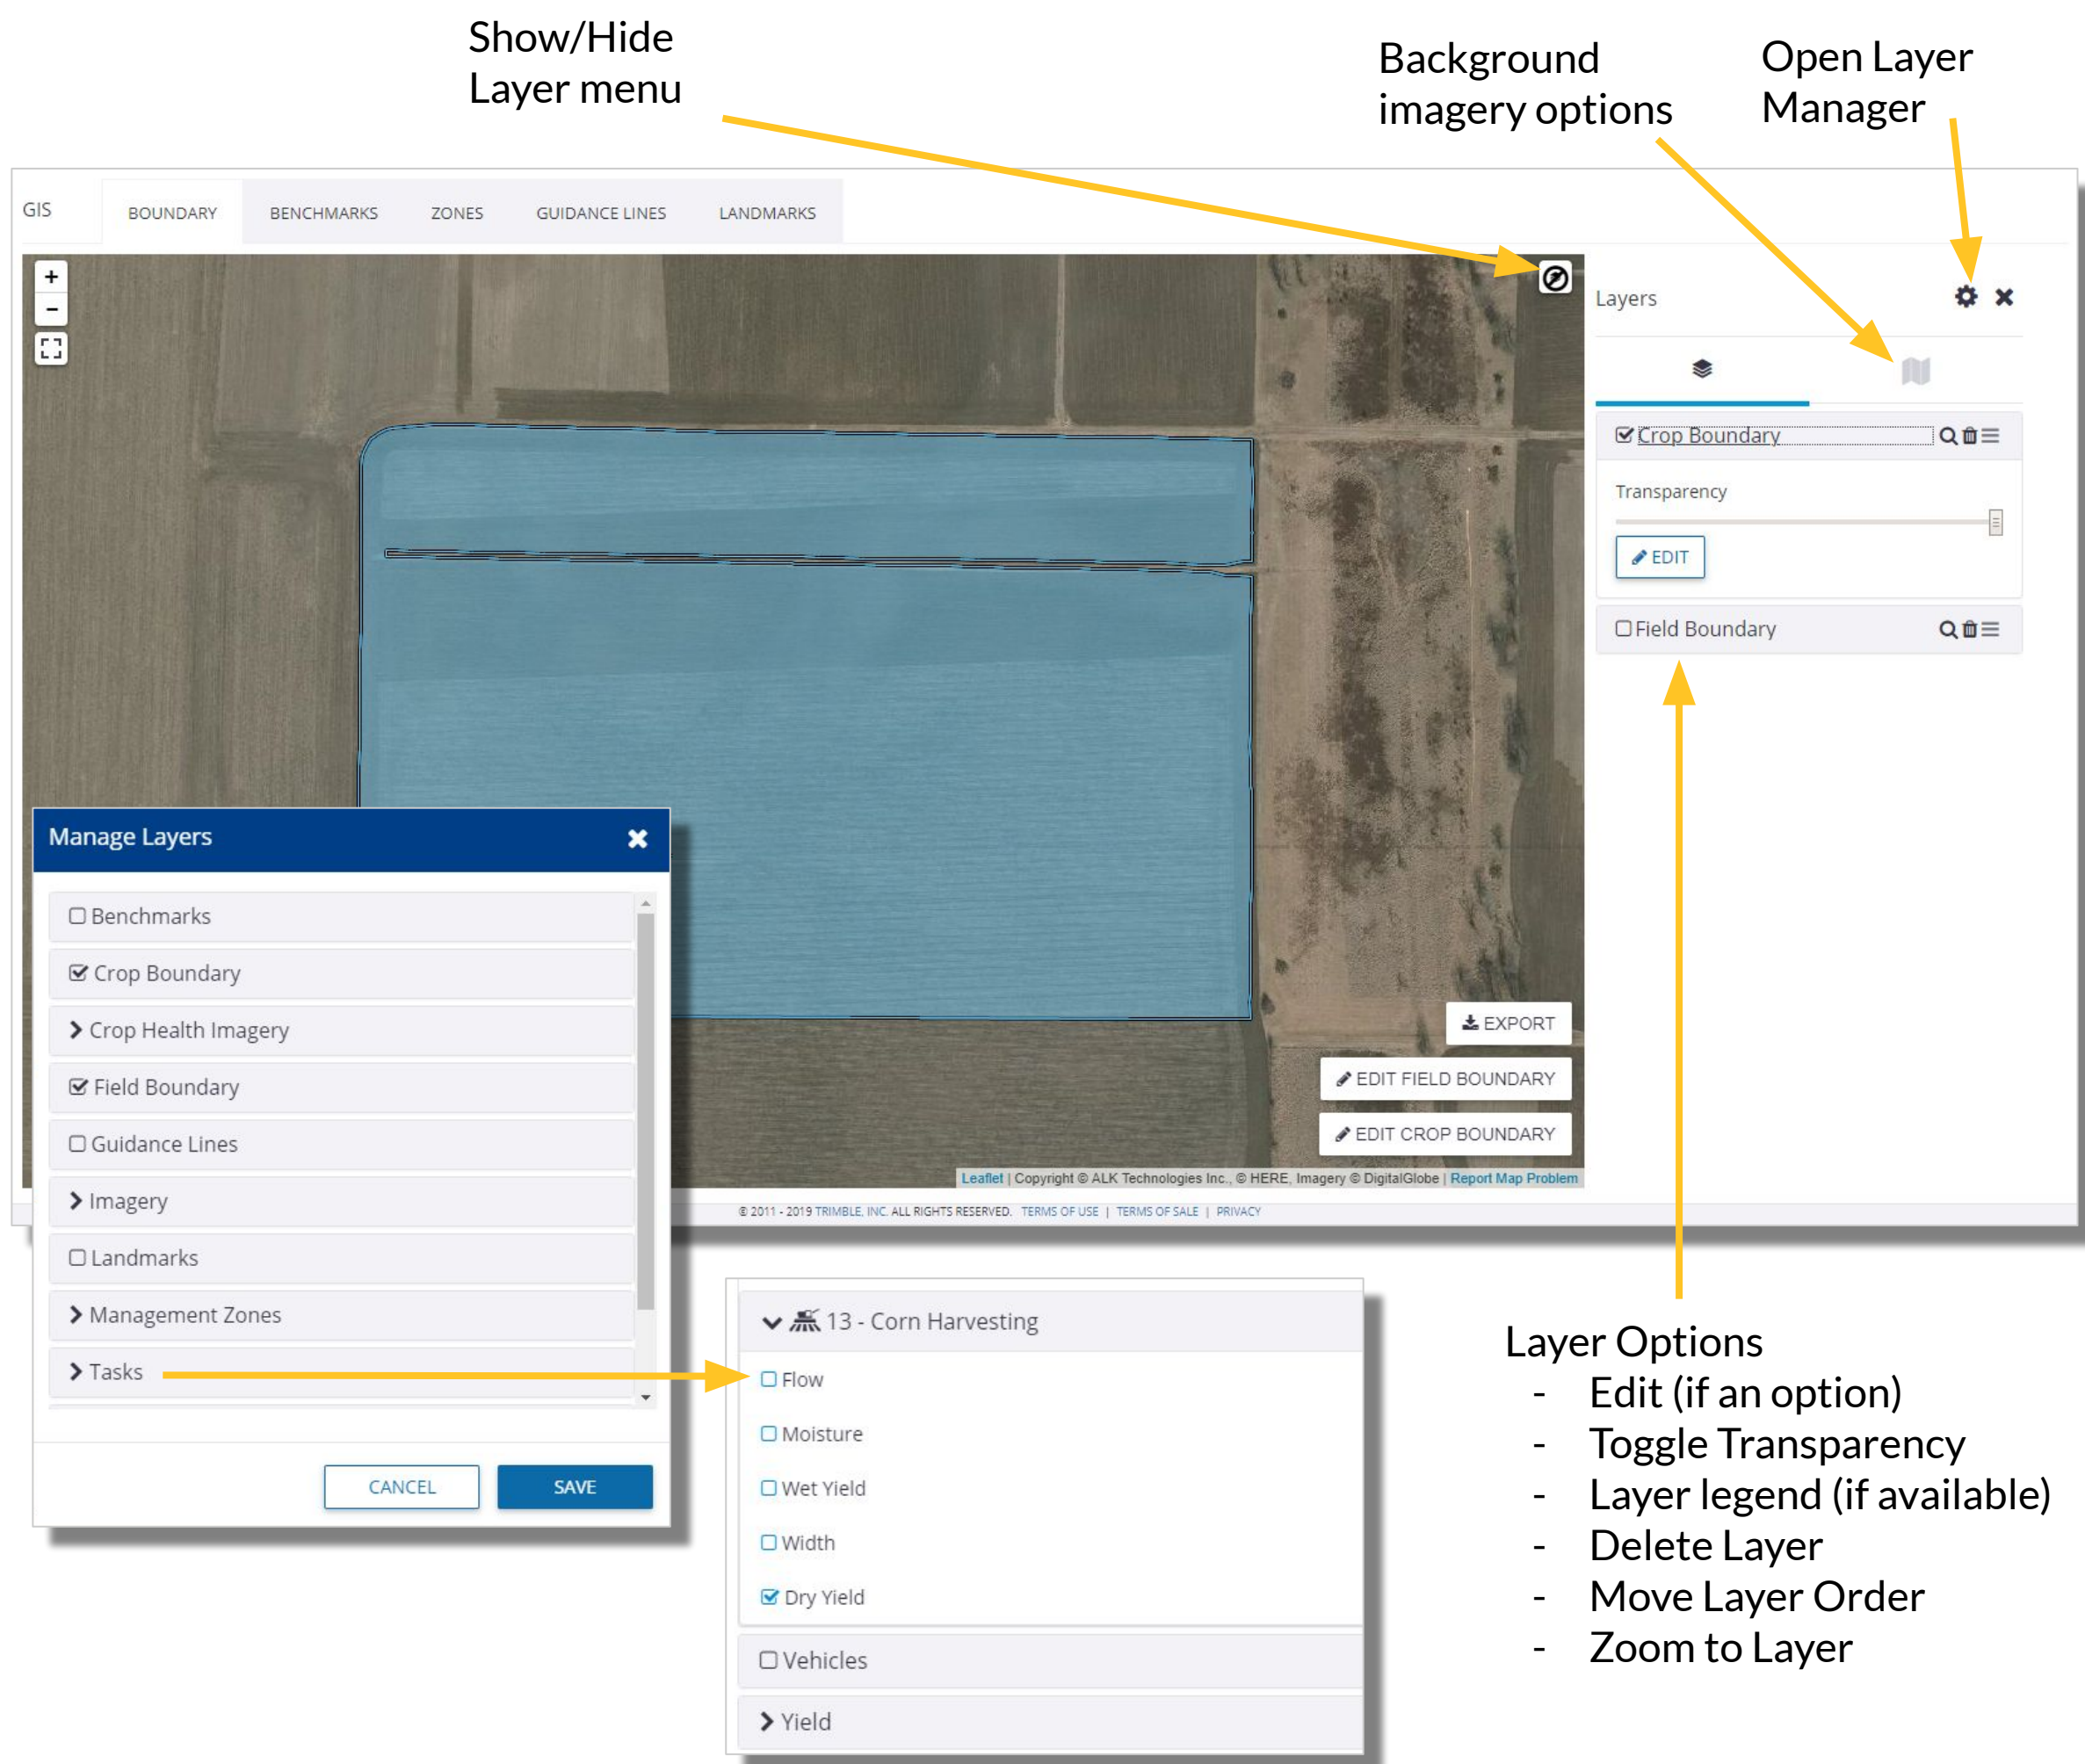 Show/Hide
Layer menu
Background
imagery options
Open Layer
Manager
GIS
BOUNDARY
BENCHMARKS
ZONES
GUIDANCE LINES
LANDMARKS
+
−
Layers
Crop Boundary
Transparency
EDIT
Field Boundary
EXPORT
EDIT FIELD BOUNDARY
EDIT CROP BOUNDARY
Leaflet | Copyright © ALK Technologies Inc., © HERE, Imagery © DigitalGlobe | Report Map Problem
© 2011 - 2019 TRIMBLE, INC. ALL RIGHTS RESERVED. TERMS OF USE | TERMS OF SALE | PRIVACY
Manage Layers
Benchmarks
Crop Boundary
Crop Health Imagery
Field Boundary
Guidance Lines
Imagery
Landmarks
Management Zones
Tasks
CANCEL
SAVE
13 - Corn Harvesting
Flow
Moisture
Wet Yield
Width
Dry Yield
Vehicles
Yield
Layer Options
- Edit (if an option)
- Toggle Transparency
- Layer legend (if available)
- Delete Layer
- Move Layer Order
- Zoom to Layer